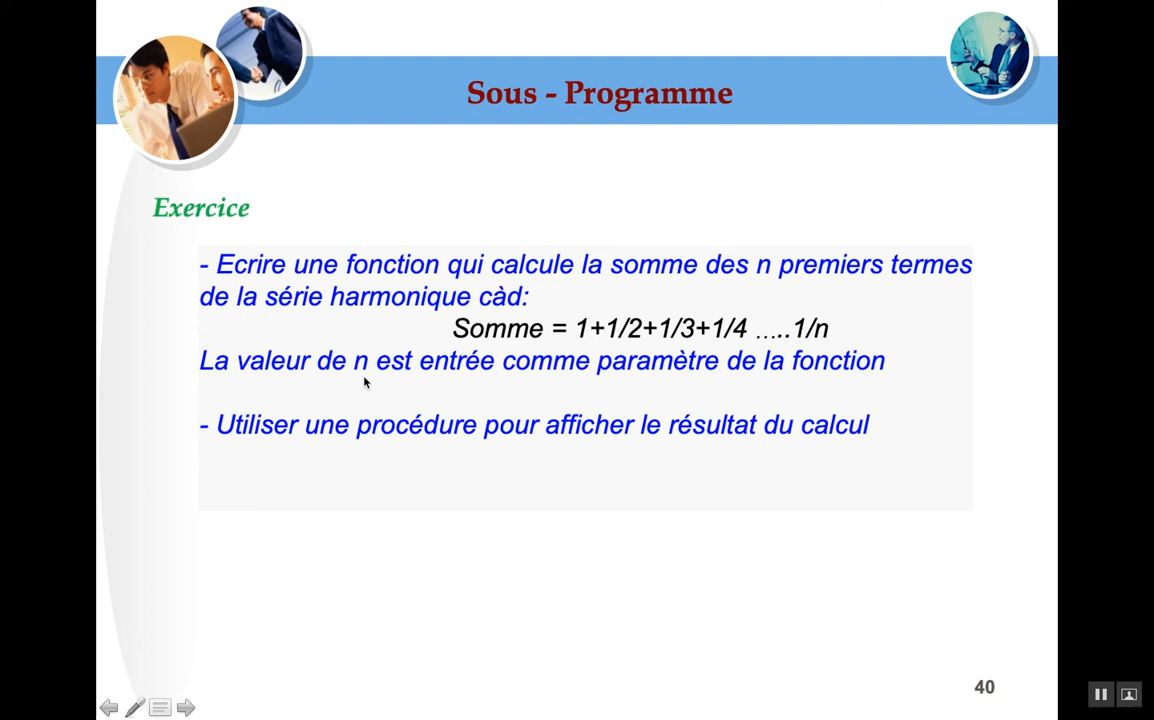 Sous - Programme
Exercice
- Ecrire une fonction qui calcule la somme des n premiers termes
de la série harmonique càd:
Somme = 1+1/2+1/3+1/4 …..1/n
La valeur de n est entrée comme paramètre de la fonction
- Utiliser une procédure pour afficher le résultat du calcul
40